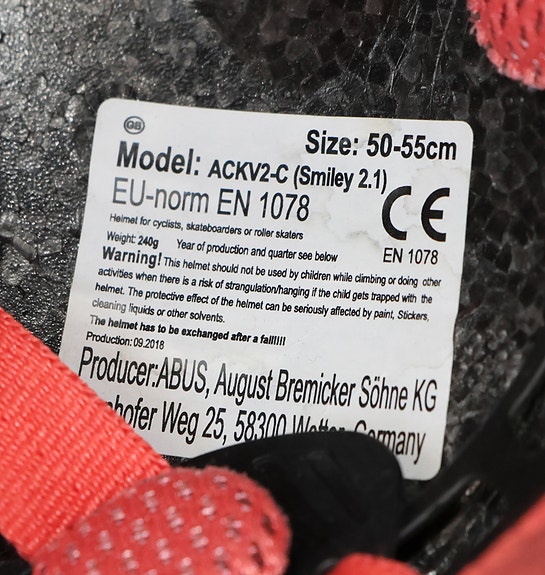 GB
Size: 50-55cm
Model: ACKV2-C (Smiley 2.1)
EU-norm EN 1078
CE
Helmet for cyclists, skateboarders or roller skaters
EN 1078
Weight: 240g Year of production and quarter see below
Warning! This helmet should not be used by children while climbing or doing other
activities when there is a risk of strangulation/hanging if the child gets trapped with the
helmet. The protective effect of the helmet can be seriously affected by paint, Stickers,
cleaning liquids or other solvents.
The helmet has to be exchanged after a fall!!!!!
Production: 09.2018
Producer:ABUS, August Bremicker Söhne KG
Weg 25, 58300 Germany